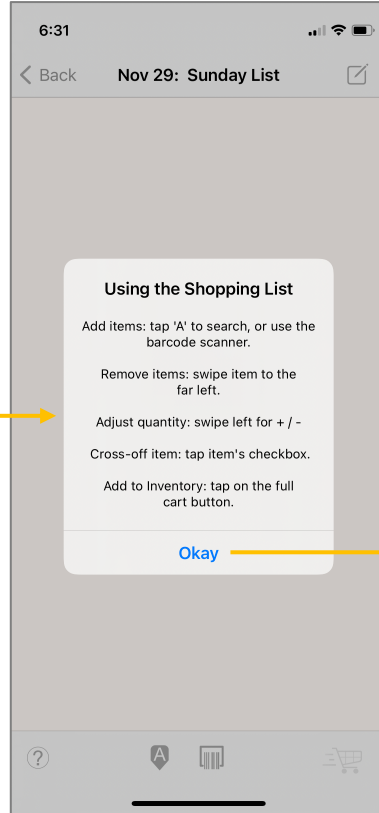 6:31
Back
Nov 29: Sunday List
Using the Shopping List
Add items: tap 'A' to search, or use the
barcode scanner.
Remove items: swipe item to the
far left.
Adjust quantity: swipe left for + / -
Cross-off item: tap item's checkbox.
Add to Inventory: tap on the full
cart button.
Okay
? A